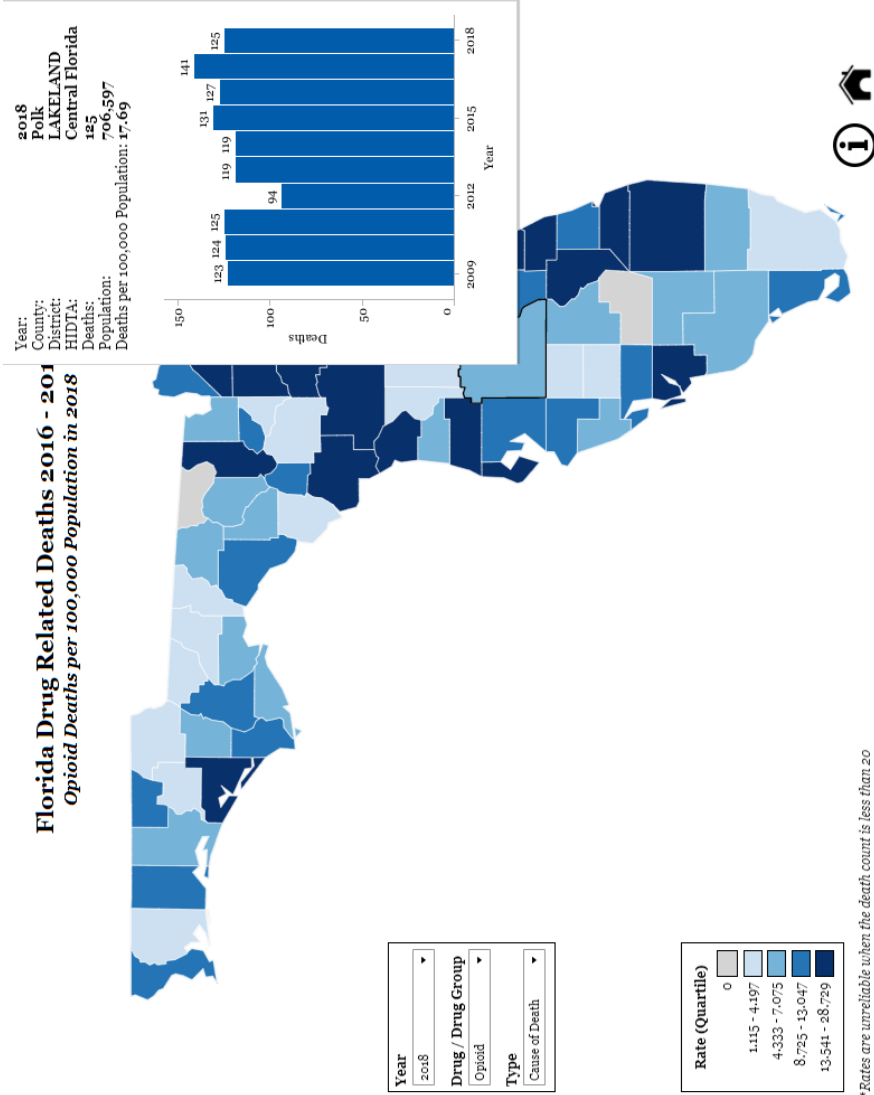 Florida Drug Related Deaths 2016 - 201
Opioid Deaths per 100,000 Population in 2018
Year: 2018
County: Polk
District: LAKELAND
HIDTA: Central Florida
Deaths: 125
Population: 706,597
Deaths per 100,000 Population: 17.69
150
100
50
0
Deaths
123
124
125
94
119
119
131
127
141
125
2009
2012
2015
2018
Year
Year
2018
Drug / Drug Group
Opioid
Type
Cause of Death
Rate (Quartile)
0
1.115 - 4.197
4.333 - 7.075
8.725 - 13.047
13.541 - 28.729
*Rates are unreliable when the death count is less than 20
i